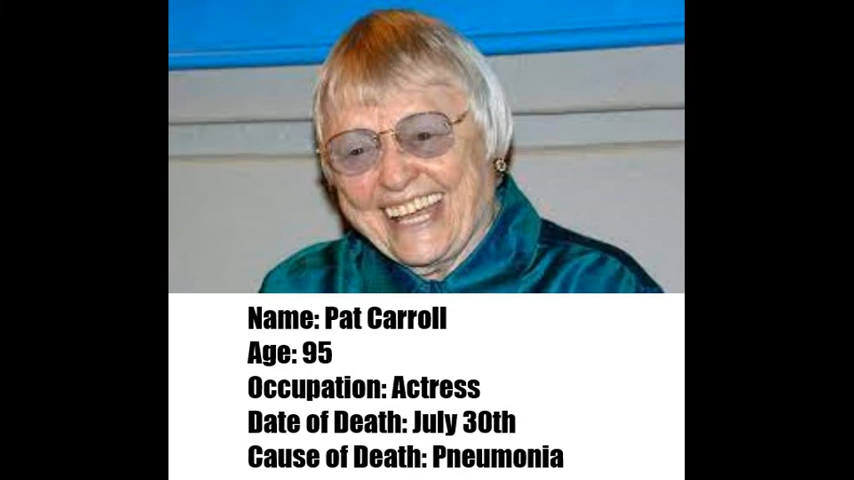 Name: Pat Carroll
Age: 95
Occupation: Actress
Date of Death: July 30th
Cause of Death: Pneumonia